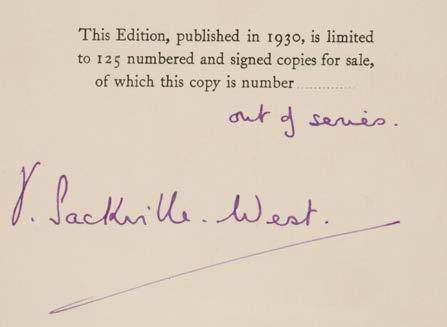 This Edition, published in 1930, is limited
to 125 numbered and signed copies for sale,
of which this copy is number ............
out of series.
V. Sackville-West.